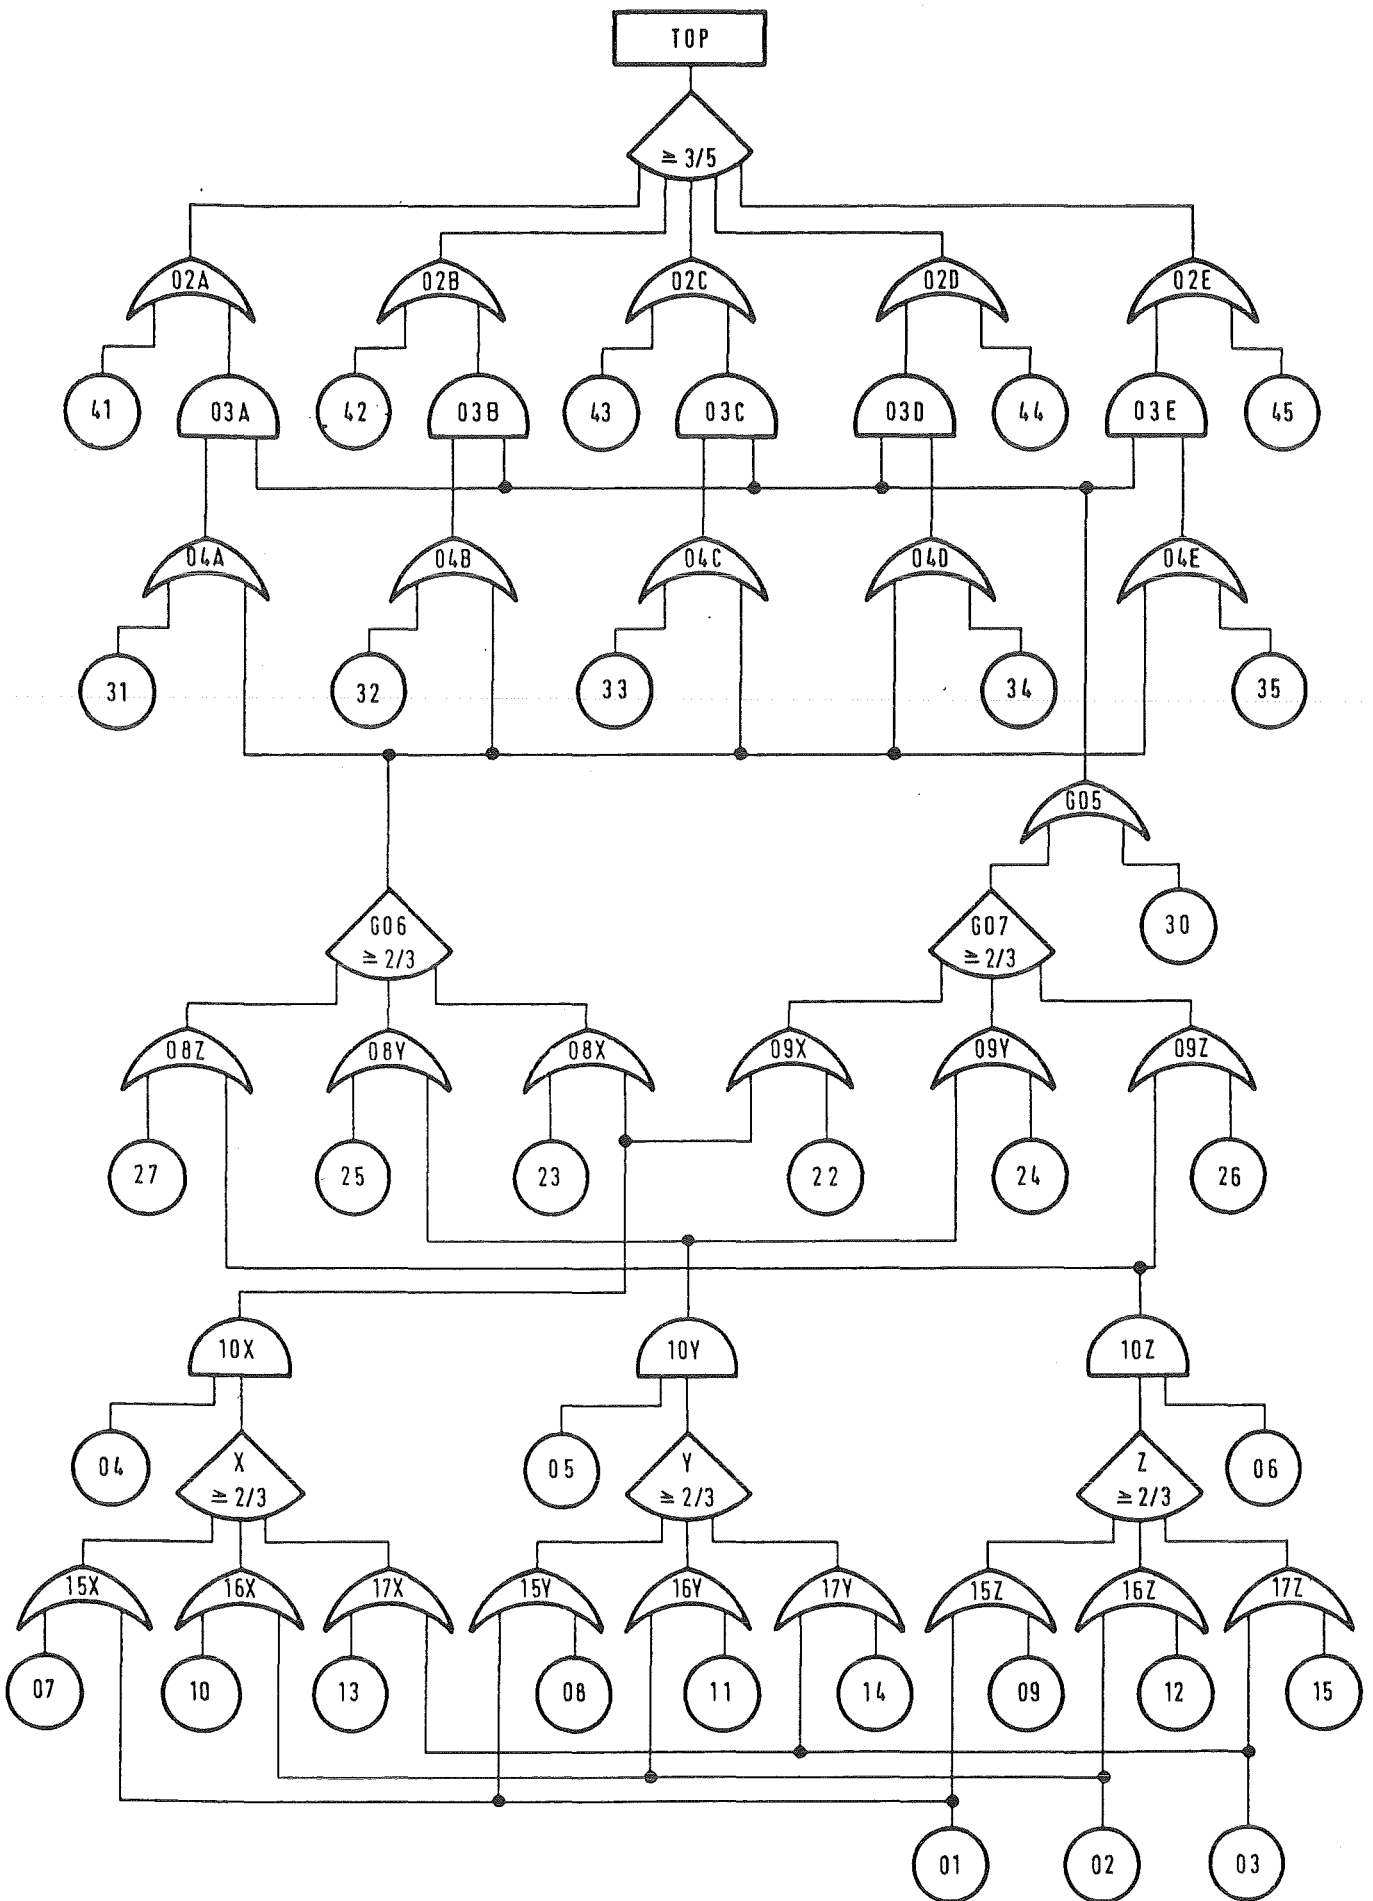 TOP
≥ 3/5
02A 02B 02C 02D 02E
41 03A 42 03B 43 03C 03D 44 03E 45
04A 04B 04C 04D 04E
31 32 33 34 35
G05
G06 G07 30
≥ 2/3 ≥ 2/3
08Z 08Y 08X 09X 09Y 09Z
27 25 23 22 24 26
10X 10Y 10Z
04 X 05 Y Z 06
≥ 2/3 ≥ 2/3 ≥ 2/3
15X 16X 17X 15Y 16Y 17Y 15Z 16Z 17Z
07 10 13 08 11 14 09 12 15
01 02 03